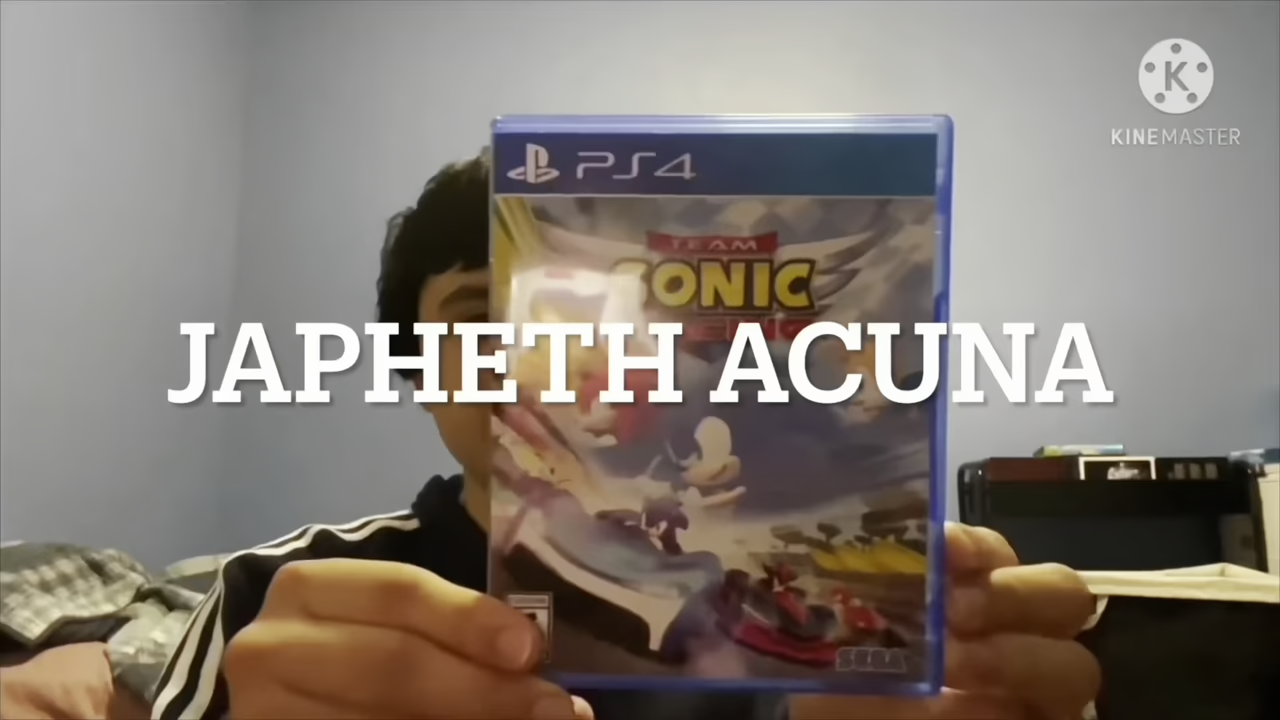 KINEMASTER
PS4
TEAM
SONIC
JAPHETH ACUNA
SEGA